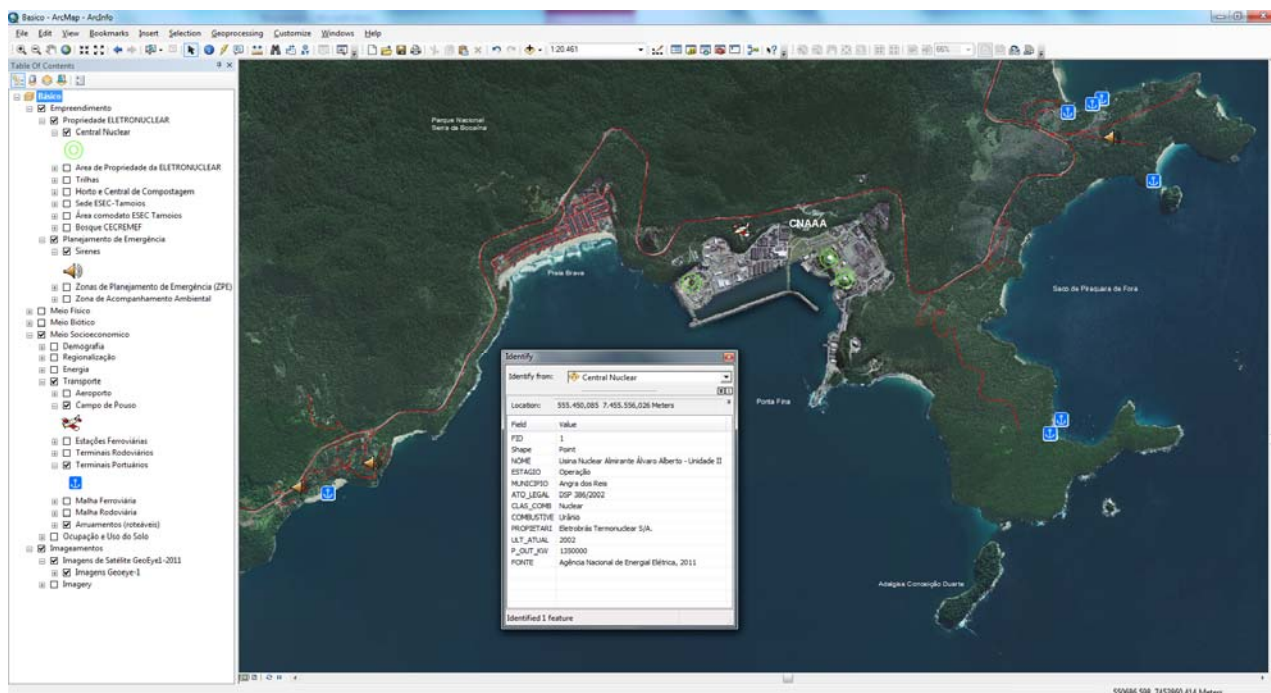 Basico - ArcMap - ArcInfo
File Edit View Bookmarks Insert Selection Geoprocessing Customize Windows Help
1:20.461
66%
Table Of Contents
Básico
Empreendimento
Propriedade ELETRONUCLEAR
Central Nuclear
Area de Propriedade da ELETRONUCLEAR
Trilhas
Horto e Central de Compostagem
Sede ESEC-Tamoios
Área comodato ESEC Tamoios
Bosque CECREMEF
Planejamento de Emergência
Sirenes
Zonas de Planejamento de Emergência (ZPE)
Zona de Acompanhamento Ambiental
Meio Físico
Meio Biótico
Meio Socioeconomico
Demografia
Regionalização
Energia
Transporte
Aeroporto
Campo de Pouso
Estações Ferroviárias
Terminais Rodoviários
Terminais Portuários
Malha Ferroviária
Malha Rodoviária
Arruamentos (roteáveis)
Ocupação e Uso do Solo
Imageamentos
Imagens de Satélite GeoEye1-2011
Imagens Geoeye-1
Imagery
Parque Nacional
Serra da Bocaina
CNAAA
Praia Brava
Saco de Piraquara de Fora
Ponta Fina
Adalgisa Conceição Duarte
Identify
Identify from: Central Nuclear
Location: 555.450,085 7.455.556,026 Meters
Field Value
FID 1
Shape Point
NOME Usina Nuclear Almirante Álvaro Alberto - Unidade II
ESTAGIO Operação
MUNICIPIO Angra dos Reis
ATO_LEGAL DSP 386/2002
CLAS_COMB Nuclear
COMBUSTIVE Urânio
PROPIETARI Eletrobrás Termonuclear S/A.
ULT_ATUAL 2002
P_OUT_KW 1350000
FONTE Agência Nacional de Energial Elétrica, 2011
Identified 1 feature